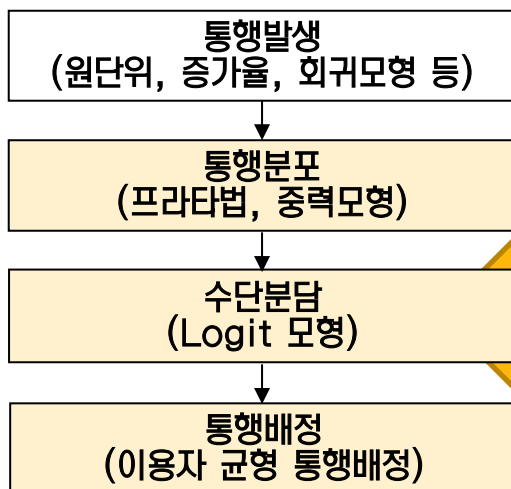 통행발생
(원단위, 증가율, 회귀모형 등)
통행분포
(프라타법, 중력모형)
수단분담
(Logit 모형)
통행배정
(이용자 균형 통행배정)